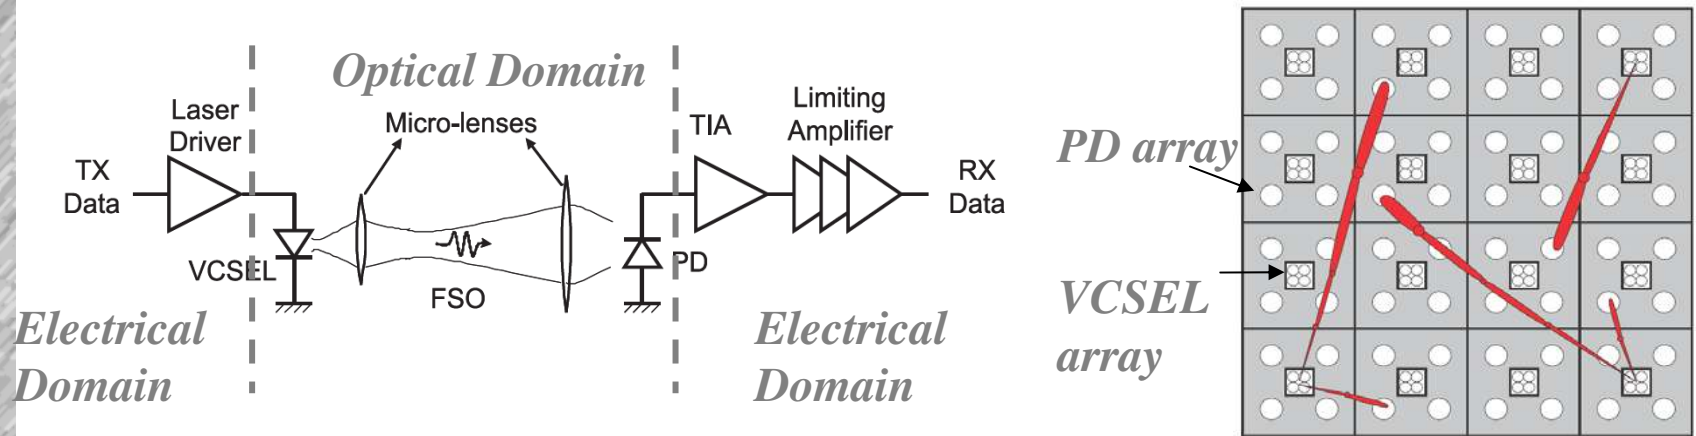 Optical Domain
Laser
Driver
Micro-lenses
TIA
Limiting
Amplifier
TX
Data
RX
Data
VCSEL
FSO
PD
Electrical
Domain
Electrical
Domain
PD array
VCSEL
array